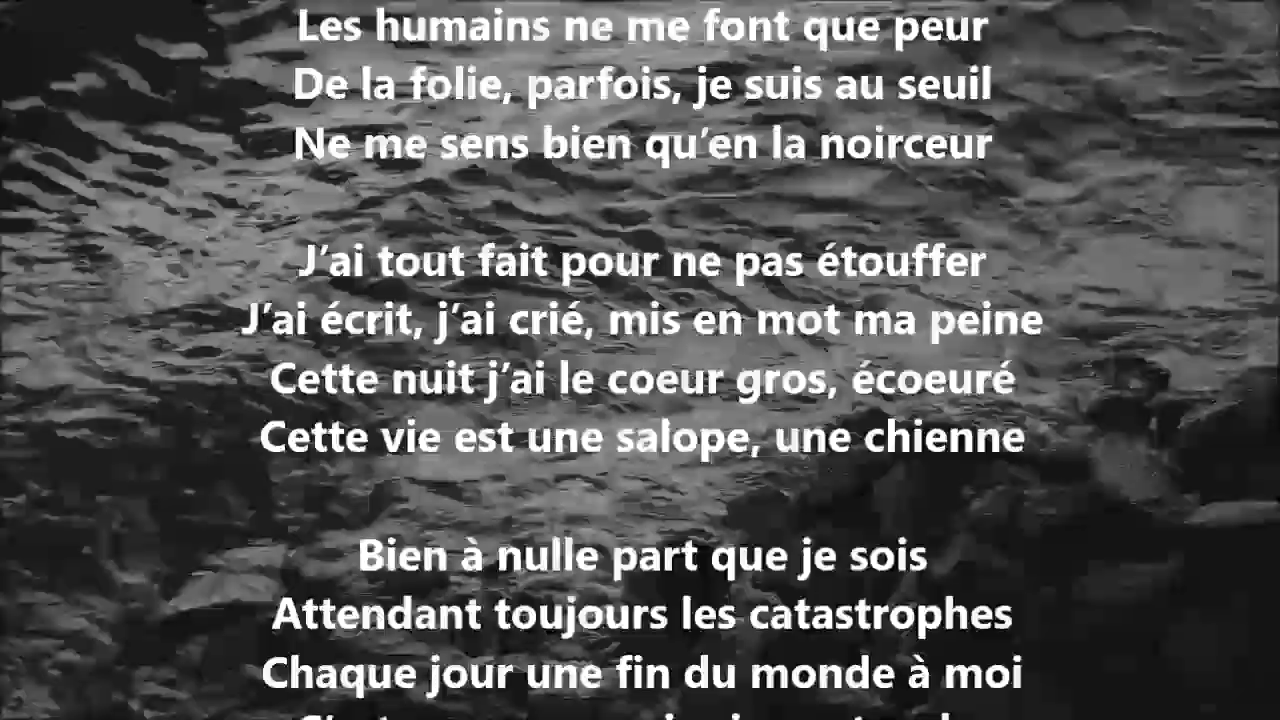 Les humains ne me font que peur
De la folie, parfois, je suis au seuil
Ne me sens bien qu’en la noirceur
J’ai tout fait pour ne pas étouffer
J’ai écrit, j’ai crié, mis en mot ma peine
Cette nuit j’ai le coeur gros, écoeuré
Cette vie est une salope, une chienne
Bien à nulle part que je sois
Attendant toujours les catastrophes
Chaque jour une fin du monde à moi